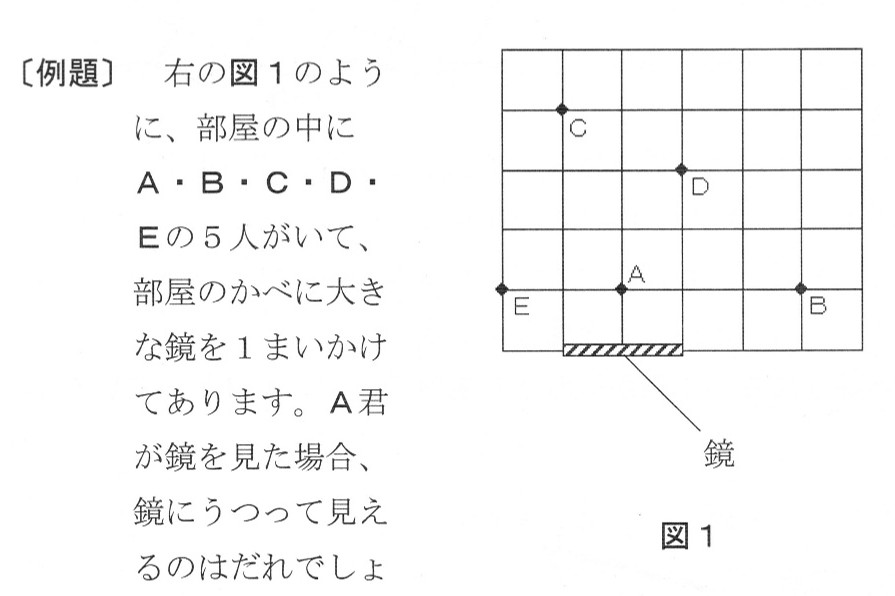 〔例題〕 右の図1のよう
に、部屋の中に
A・B・C・D・
Eの5人がいて、
部屋のかべに大き
な鏡を1まいかけ
てあります。A君
が鏡を見た場合、
鏡にうつって見え
るのはだれでしょ
C
D
A
E
B
鏡
図1